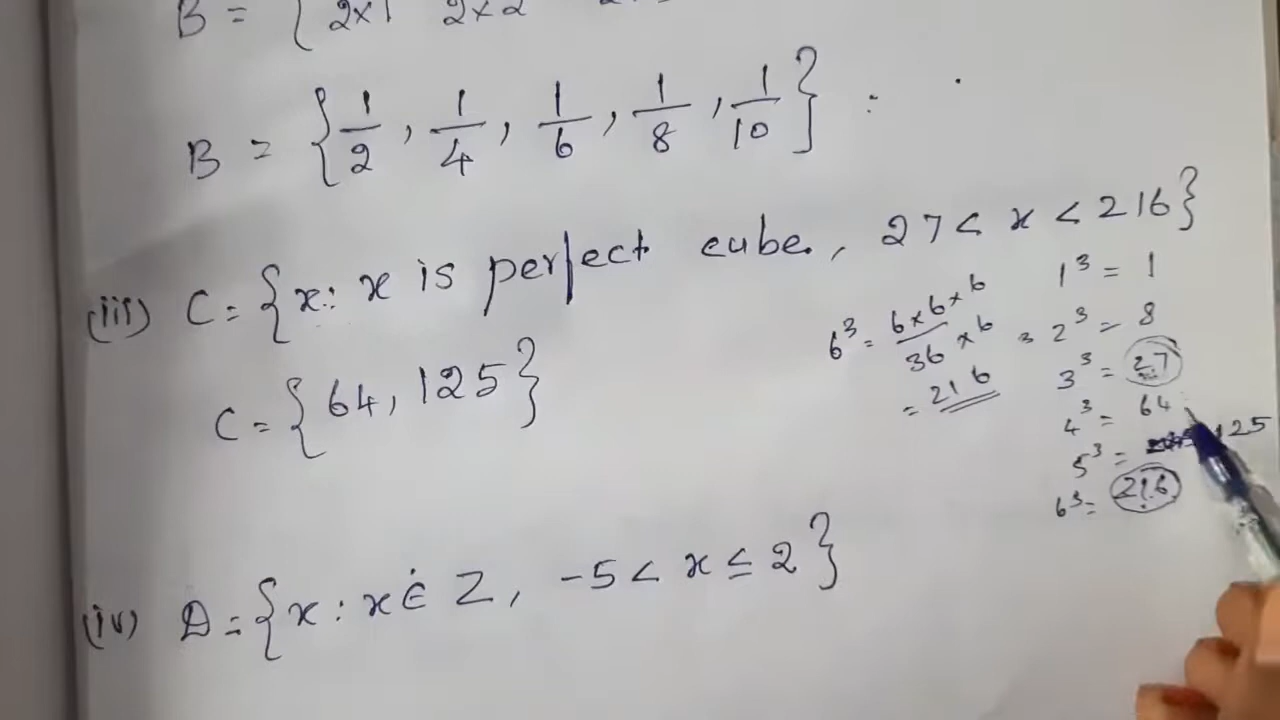 B = { 2×1 2×2
B = {1/2, 1/4, 1/6, 1/8, 1/10}
(iii) C = {x: x is perfect cube, 27 < x < 216}
C = {64, 125}
6³ = 6×6×6
36×6
= 216
1³ = 1
2³ = 8
3³ = 27
4³ = 64
5³ = 125
6³ = 216
(iv) D = {x : x ∈ Z, -5 < x ≤ 2}